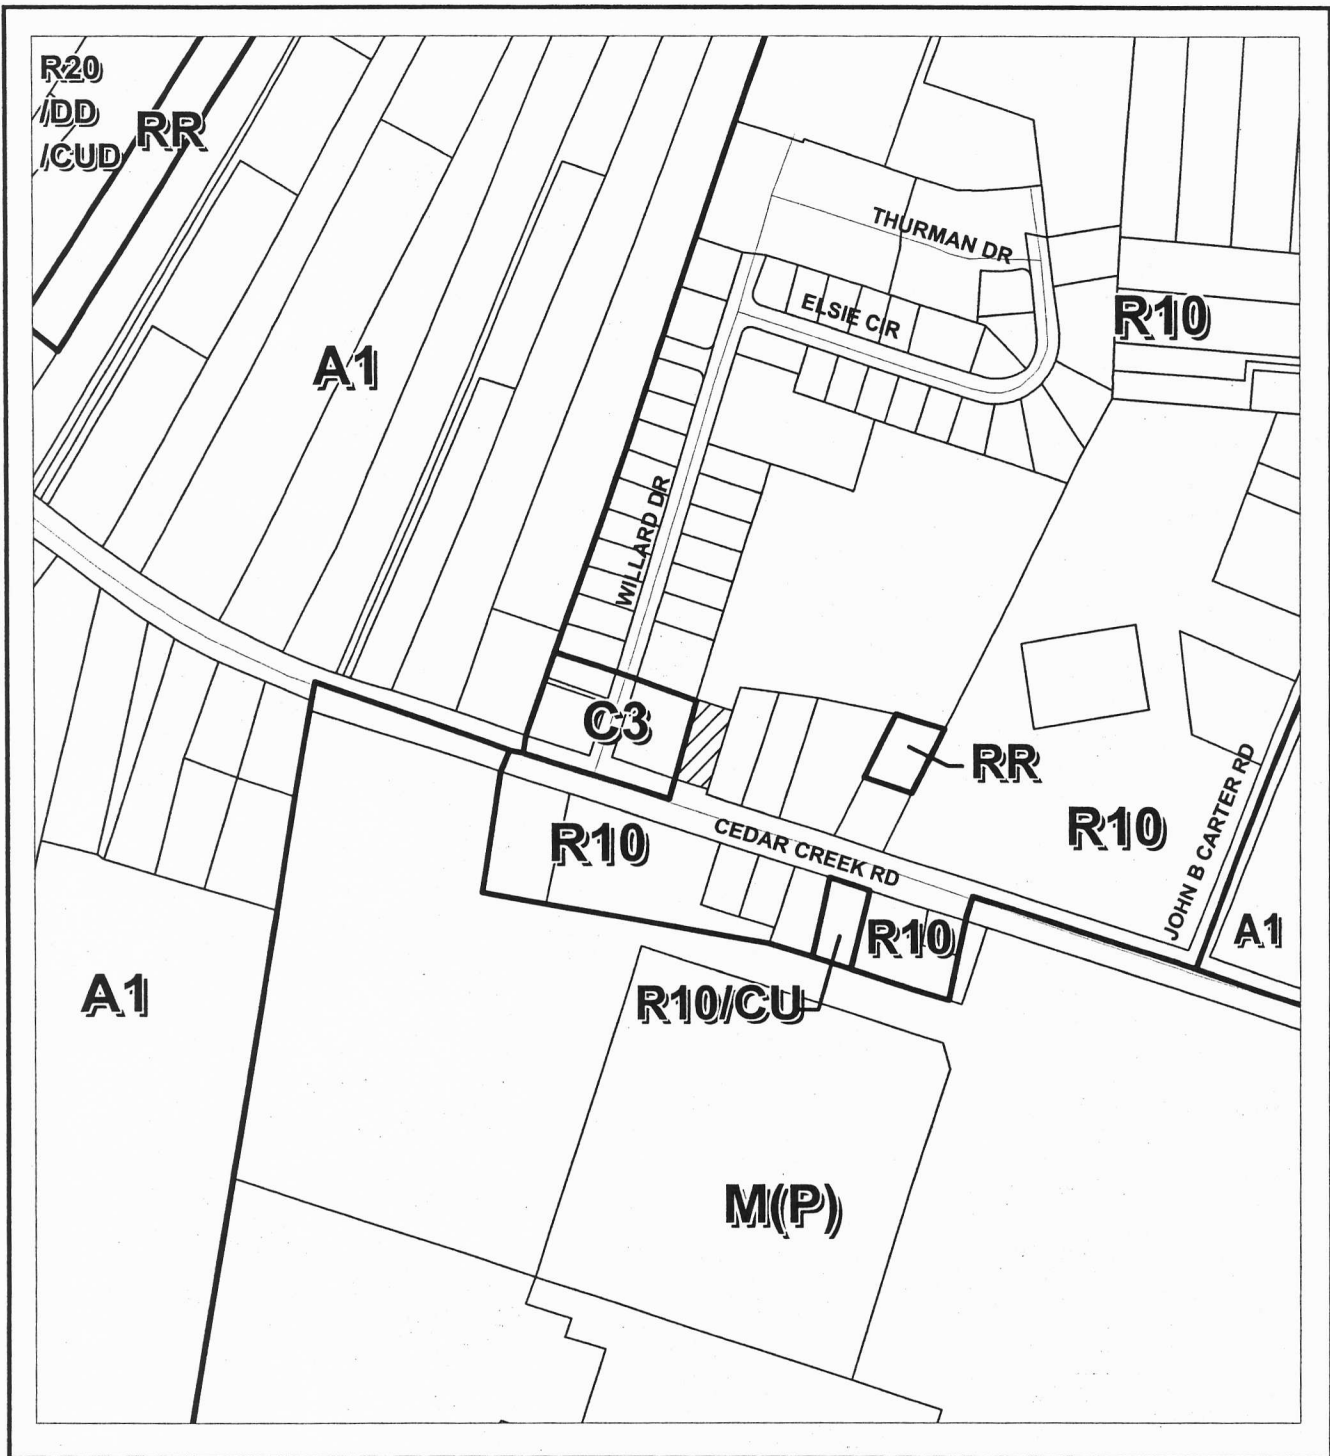 R20
/DD
/CUD
RR
THURMAN DR
ELSIE CIR
R10
A1
WILLARD DR
C3
RR
R10
CEDAR CREEK RD
R10
JOHN B CARTER RD
R10
A1
A1
R10/CU
M(P)